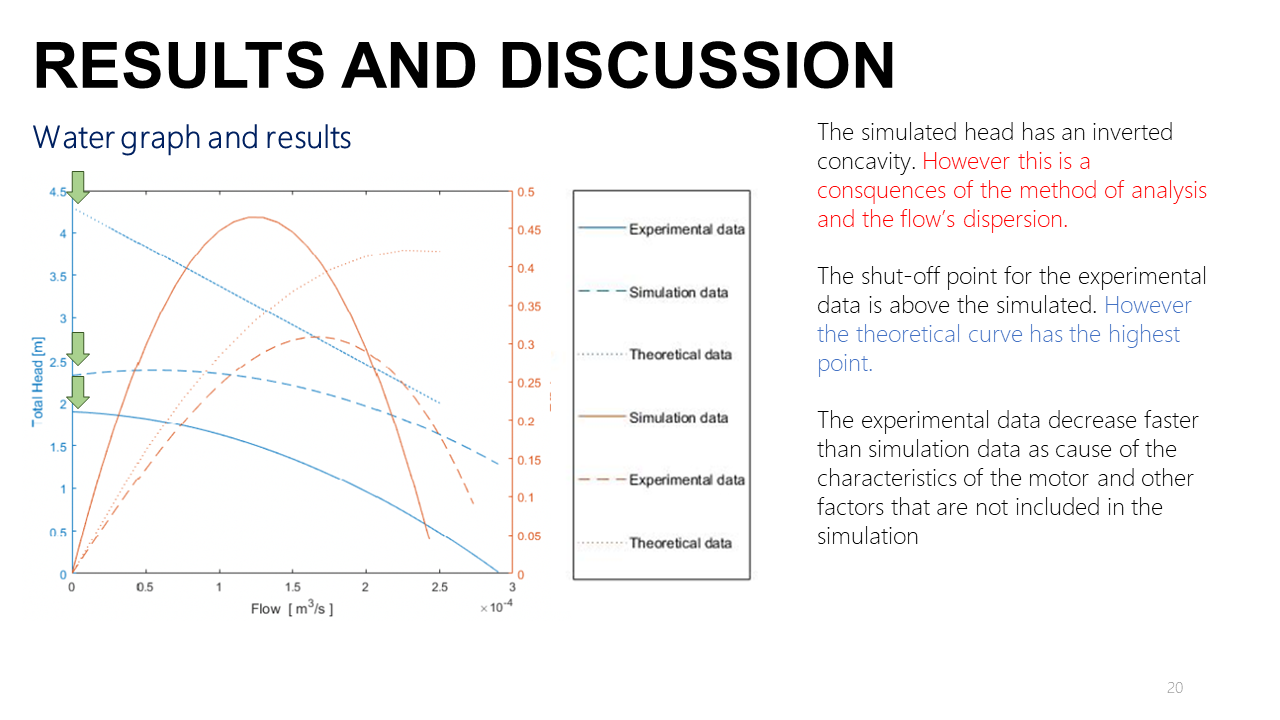 RESULTS AND DISCUSSION
Water graph and results
The simulated head has an inverted
concavity. However this is a
consquences of the method of analysis
and the flow's dispersion.
The shut-off point for the experimental
data is above the simulated. However
the theoretical curve has the highest
point.
The experimental data decrease faster
than simulation data as cause of the
characteristics of the motor and other
factors that are not included in the
simulation
Total Head [m]
4.5
4
3.5
3
2.5
2
1.5
1
0.5
0
0.5
0.45
0.4
0.35
0.3
0.25
0.2
0.15
0.1
0.05
0
0 0.5 1 1.5 2 2.5 3
Flow [ m³/s ]
×10⁻⁴
Experimental data
Simulation data
Theoretical data
Simulation data
Experimental data
Theoretical data
20